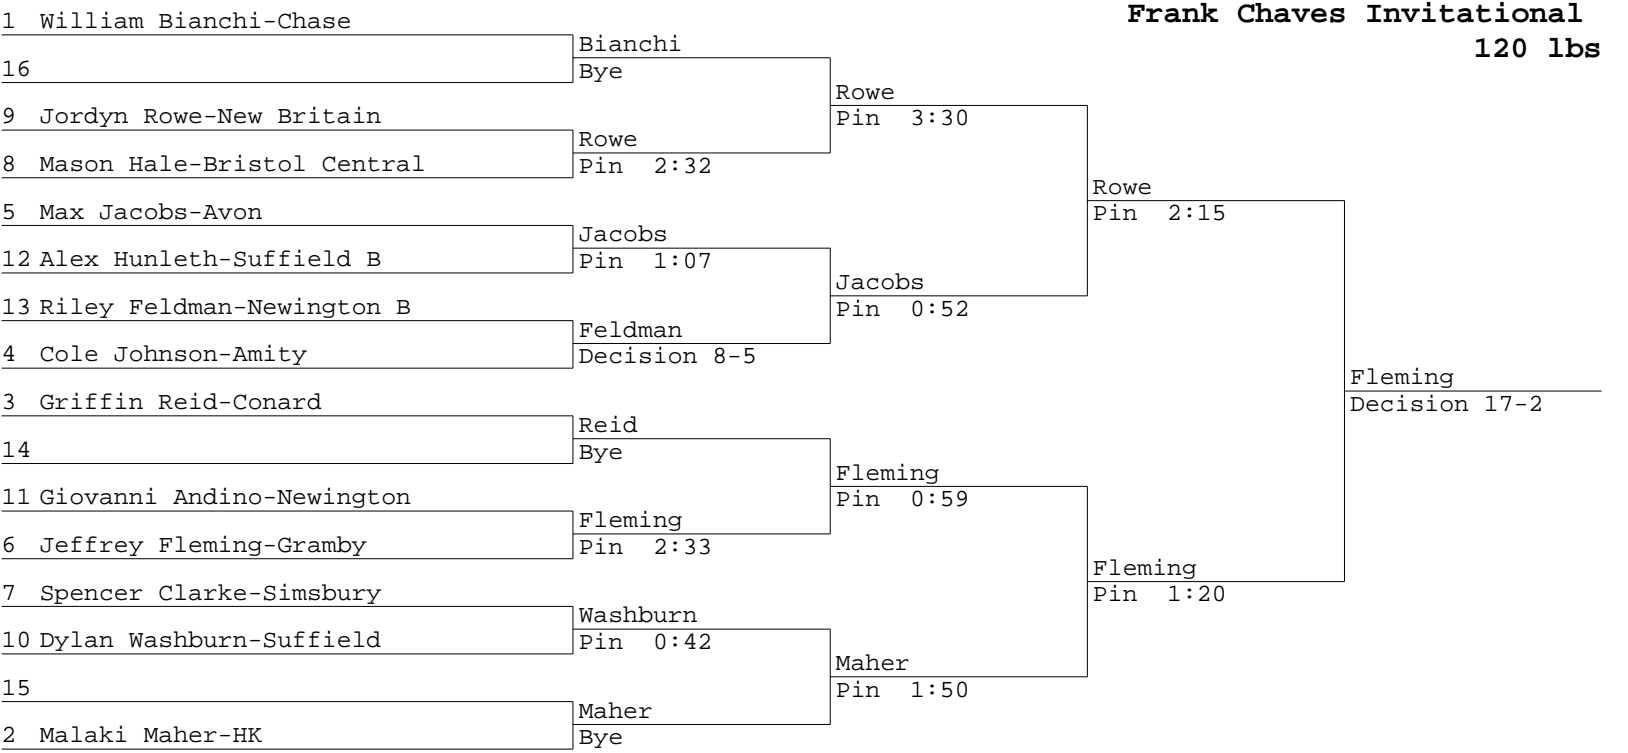 Frank Chaves Invitational
120 lbs
1 William Bianchi-Chase
16
9 Jordyn Rowe-New Britain
8 Mason Hale-Bristol Central
5 Max Jacobs-Avon
12 Alex Hunleth-Suffield B
13 Riley Feldman-Newington B
4 Cole Johnson-Amity
3 Griffin Reid-Conard
14
11 Giovanni Andino-Newington
6 Jeffrey Fleming-Gramby
7 Spencer Clarke-Simsbury
10 Dylan Washburn-Suffield
15
2 Malaki Maher-HK
Bianchi
Bye
Rowe
Pin 2:32
Jacobs
Pin 1:07
Feldman
Decision 8-5
Reid
Bye
Fleming
Pin 2:33
Washburn
Pin 0:42
Maher
Bye
Rowe
Pin 3:30
Jacobs
Pin 0:52
Fleming
Pin 0:59
Maher
Pin 1:50
Rowe
Pin 2:15
Fleming
Pin 1:20
Fleming
Decision 17-2